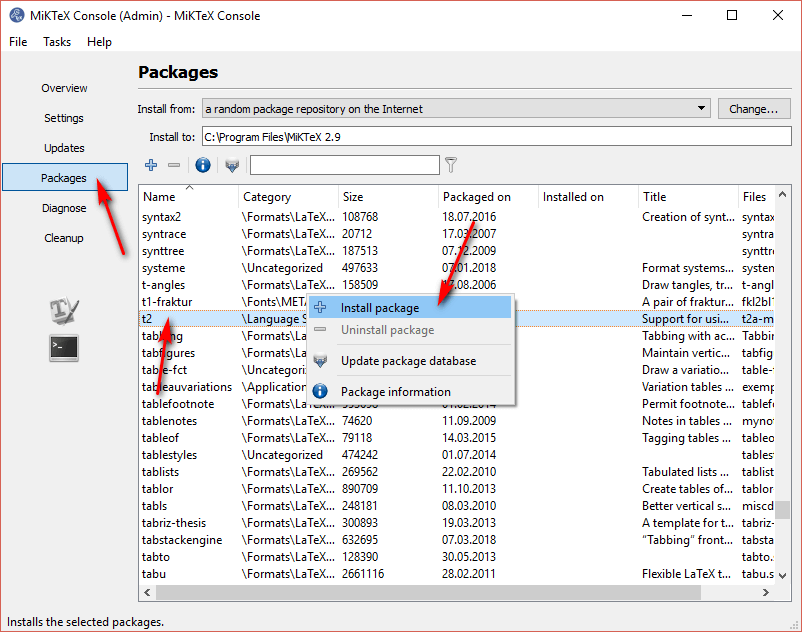 MiKTeX Console (Admin) - MiKTeX Console
File Tasks Help
Overview
Settings
Updates
Packages
Diagnose
Cleanup
Packages
Install from: a random package repository on the Internet Change...
Install to: C:\Program Files\MiKTeX 2.9
Name Category Size Packaged on Installed on Title Files
syntax2 \Formats\LaTeX... 108768 18.07.2016 Creation of synt... syntax
syntrace \Formats\LaTeX... 20712 17.03.2007 syntra
synttree \Formats\LaTeX... 187513 07.12.2009 synttr
systeme \Uncategorized 497633 07.01.2018 Format systems... system
t-angles \Formats\LaTeX... 158509 17.08.2006 Draw tangles, tr... t-angl
t1-fraktur \Fonts\META A pair of fraktur... fkl2bl1
t2 \Language S Support for usi... t2a-m
tabbing \Formats\LaTeX Tabbing with ac... Tabbin
tabfigures \Formats\LaTeX Maintain vertic... tabfig
table-fct \Uncategoriz Draw a variatio... table-
tableauvariations \Application Variation tables ... exemp
tablefootnote \Formats\LaTeX... Permit footnote... tablef
tablenotes \Formats\LaTeX... 74620 11.09.2009 Notes in tables ... mynot
tableof \Formats\LaTeX... 79118 14.03.2015 Tagging tables ... tableo
tablestyles \Uncategorized 474242 01.07.2014 tables
tablists \Formats\LaTeX... 269562 22.02.2010 Tabulated lists ... tablist
tablor \Formats\LaTeX... 890709 11.10.2013 Create tables of... tablor
tabls \Formats\LaTeX... 248181 08.03.2010 Better vertical s... miscd
tabriz-thesis \Formats\LaTeX... 300893 19.03.2013 A template for t... tabriz-
tabstackengine \Formats\LaTeX... 632695 07.03.2018 “Tabbing” front... tabsta
tabto \Formats\LaTeX... 128390 30.05.2013 tabto.
tabu \Formats\LaTeX... 2661116 28.02.2011 Flexible LaTeX t... tabu.s
Install package
Uninstall package
Update package database
Package information
Installs the selected packages.